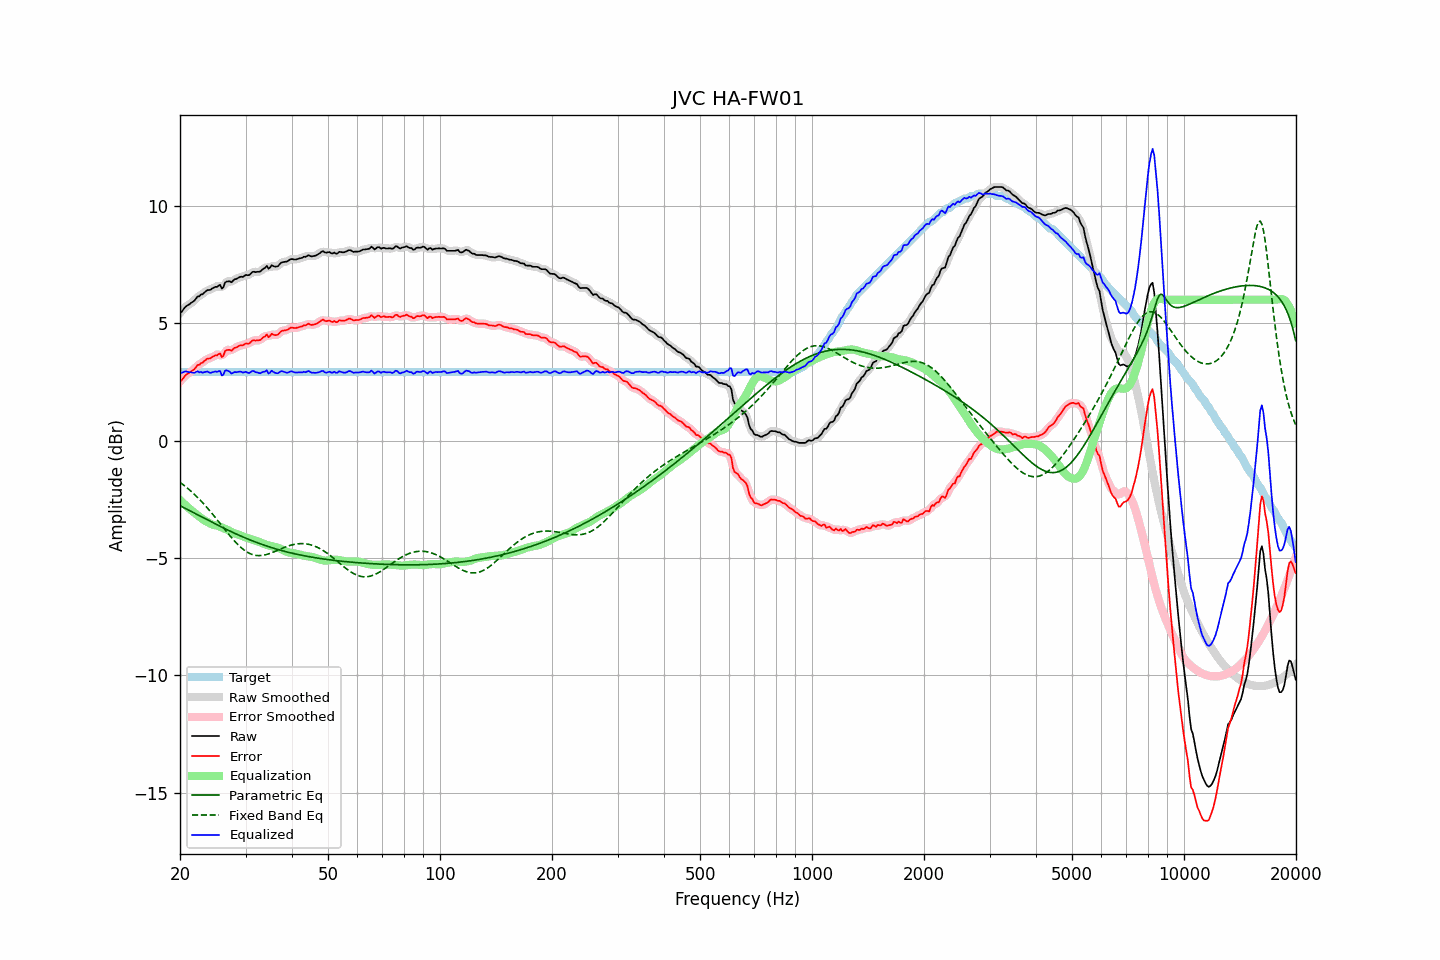 JVC HA-FW01
Amplitude (dBr)
10
5
0
−5
−10
−15
Target
Raw Smoothed
Error Smoothed
Raw
Error
Equalization
Parametric Eq
Fixed Band Eq
Equalized
20 50 100 200 500 1000 2000 5000 10000 20000
Frequency (Hz)